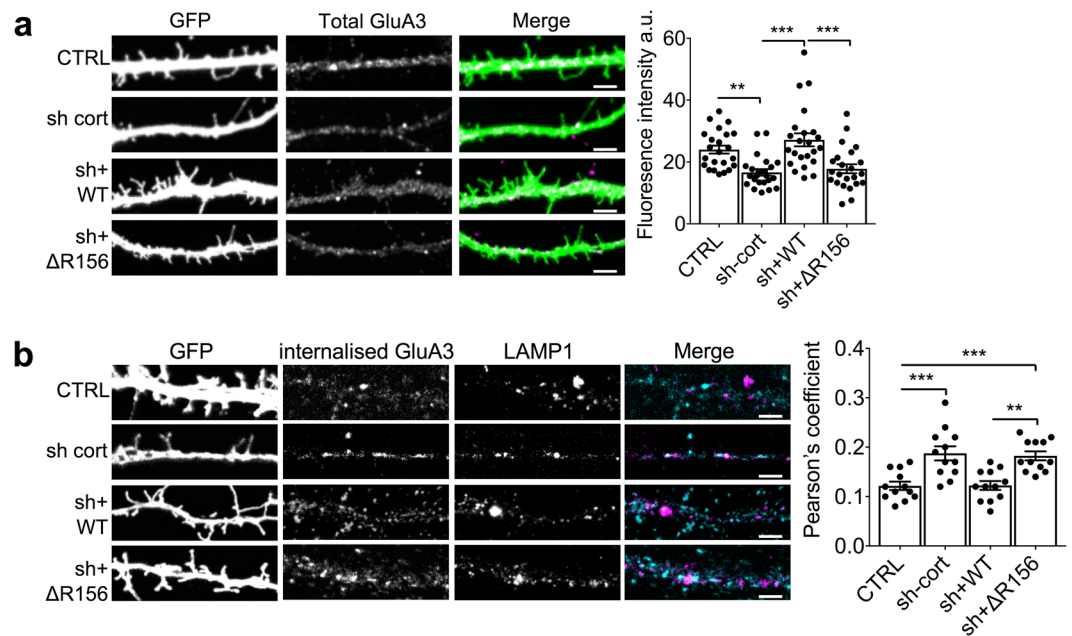 a
GFP
Total GluA3
Merge
CTRL
sh cort
sh+
WT
sh+
ΔR156
Fluoresence intensity a.u.
60
40
20
0
**
***
***
CTRL
sh-cort
sh+WT
sh+ΔR156
b
GFP
internalised GluA3
LAMP1
Merge
CTRL
sh cort
sh+
WT
sh+
ΔR156
Pearson's coefficient
0.4
0.3
0.2
0.1
0.0
***
***
**
CTRL
sh-cort
sh+WT
sh+ΔR156